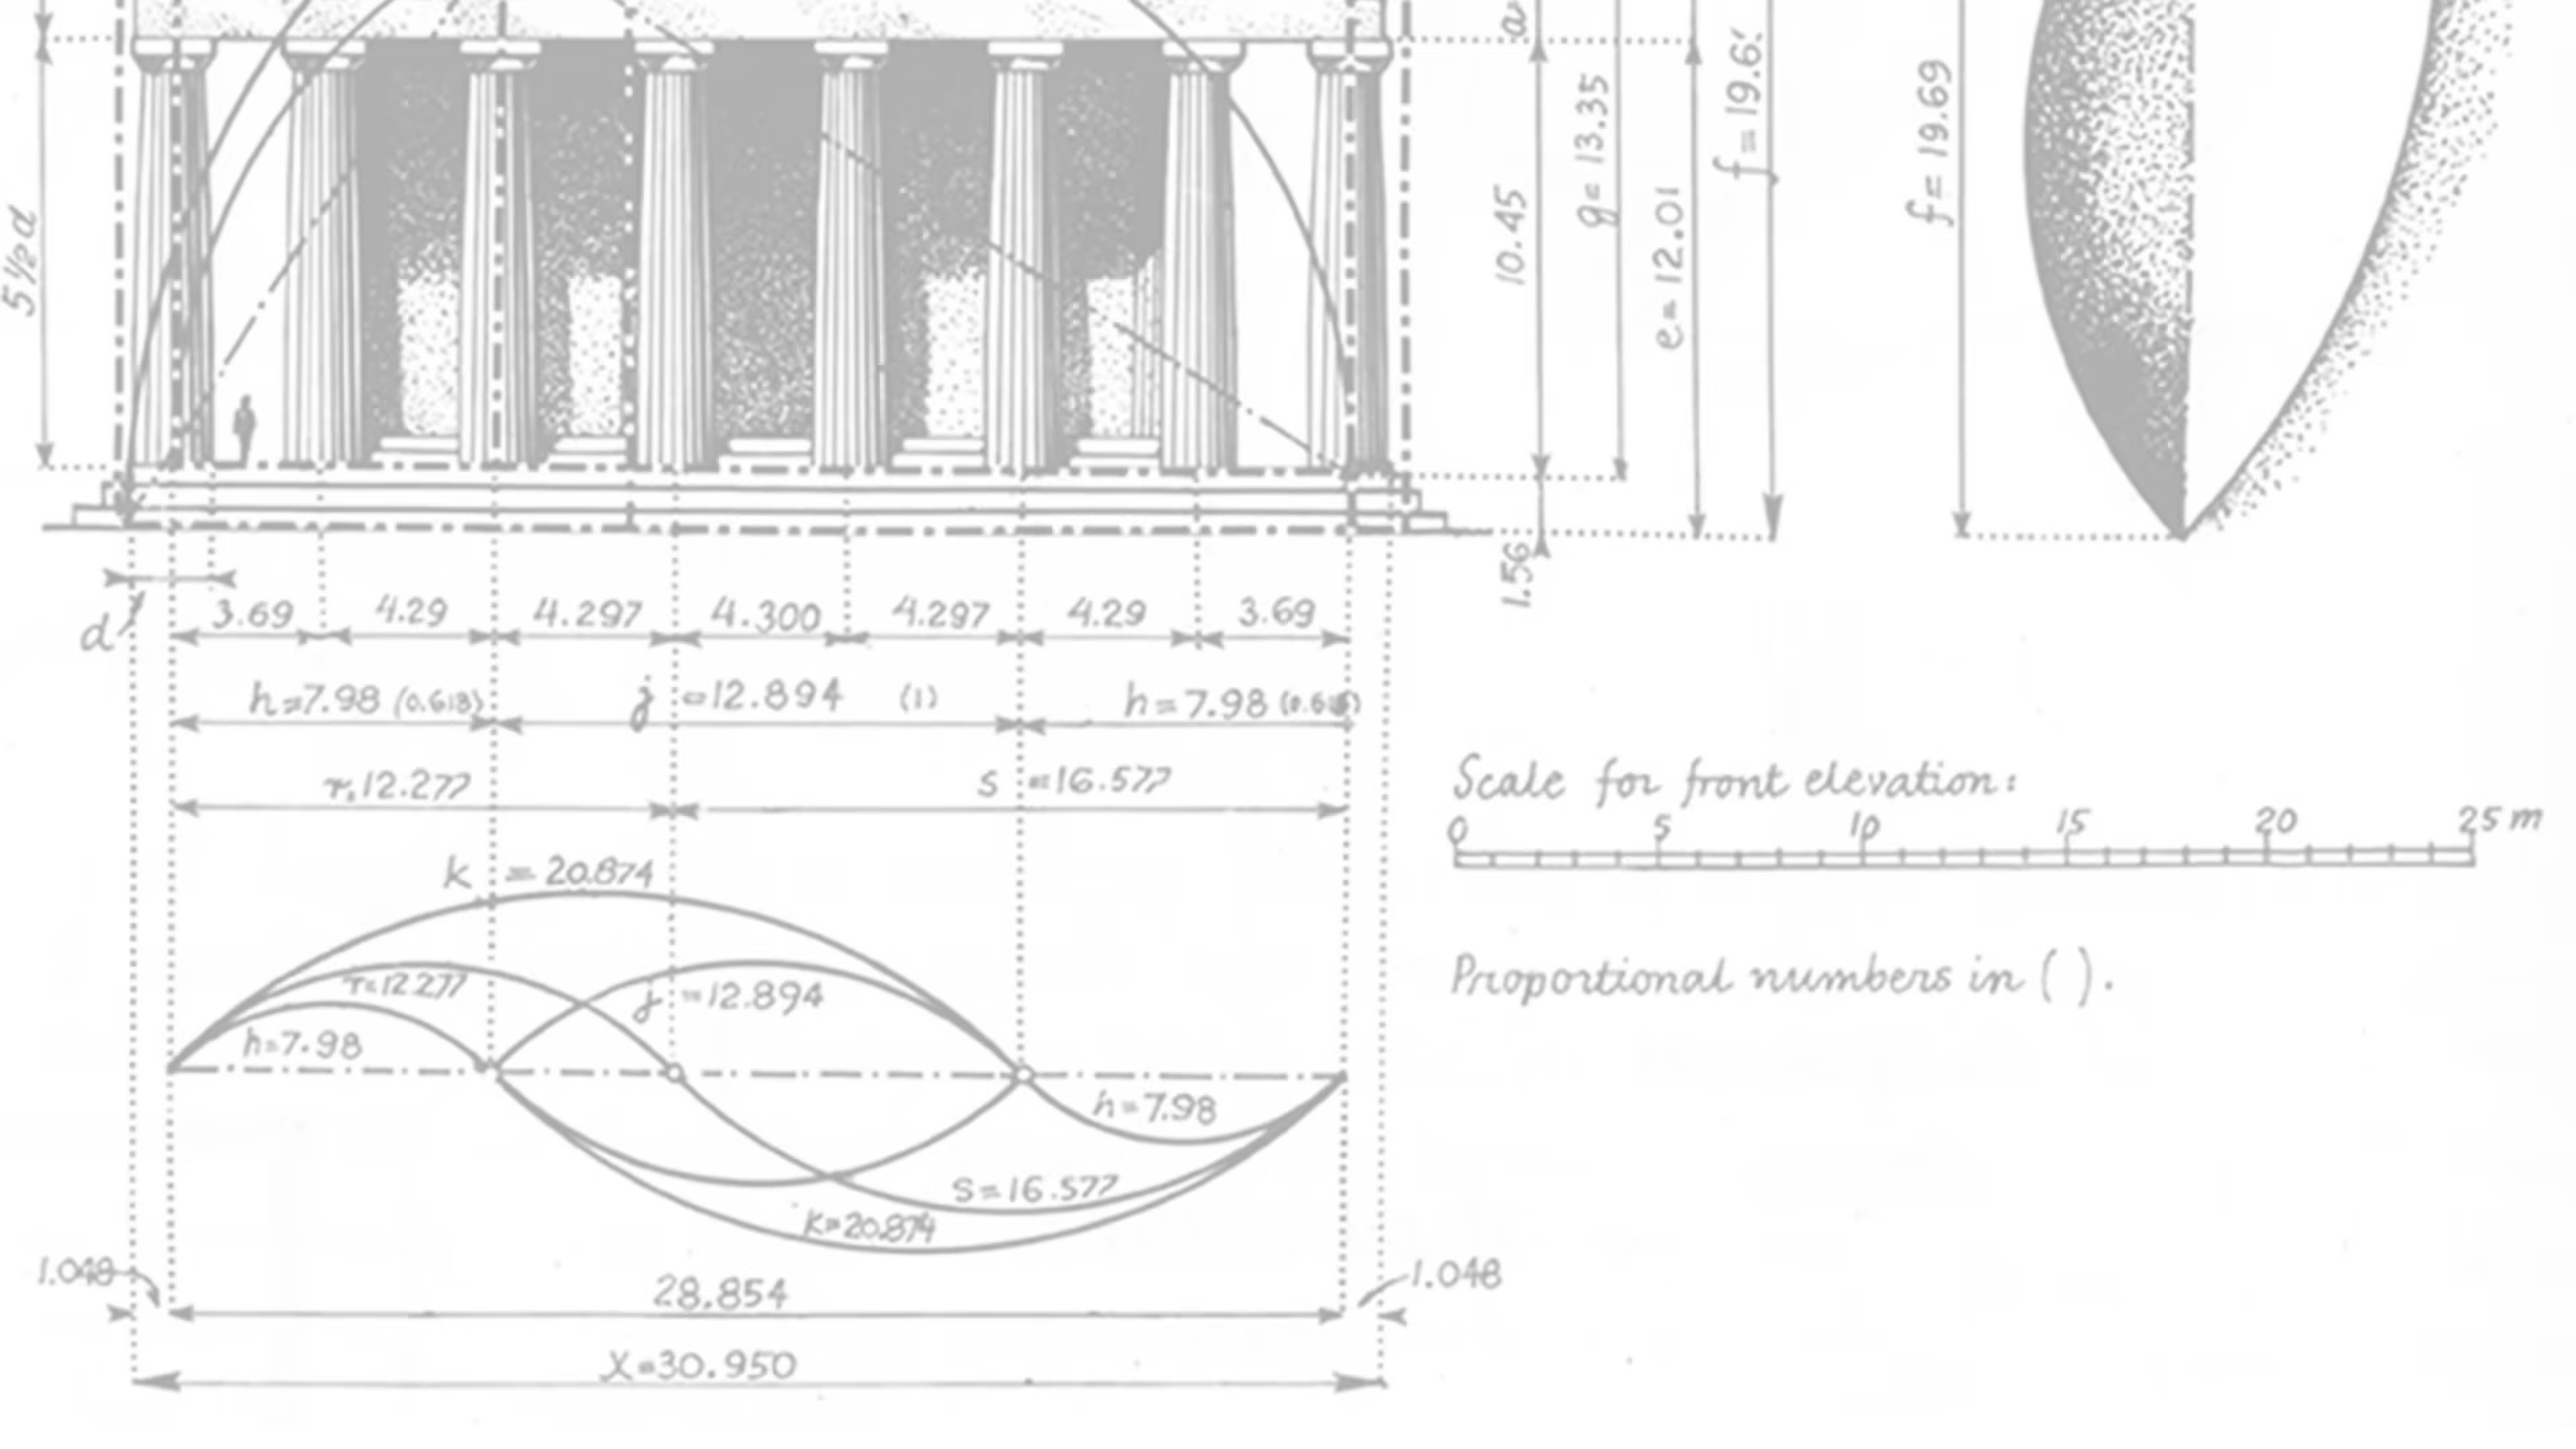 a
5½d
10.45
g=13.35
e=12.01
f=19.6
f=19.69
1.56
d
3.69 4.29 4.297 4.300 4.297 4.29 3.69
h=7.98 (0.618) j=12.894 (1) h=7.98
r=12.277 s=16.577
Scale for front elevation:
0 5 10 15 20 25 m
k=20.874
r=12.277
j=12.894
h=7.98
Proportional numbers in ( ).
h=7.98
s=16.577
k=20.874
1.048 28.854 1.048
X=30.950